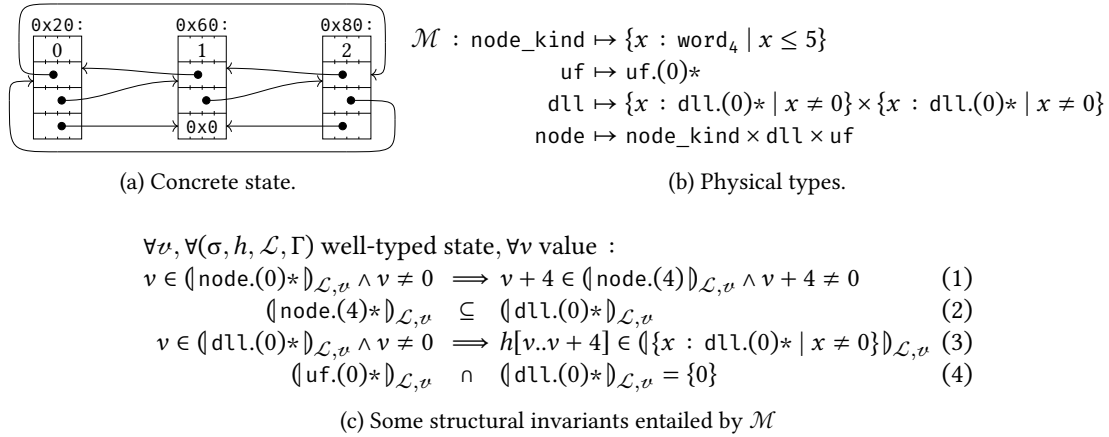 0x20: 0x60: 0x80:
0 1 2
0x0
(a) Concrete state.
ℳ : node_kind ↦ {x : word₄ | x ≤ 5}
uf ↦ uf.(0)*
dll ↦ {x : dll.(0)* | x ≠ 0} × {x : dll.(0)* | x ≠ 0}
node ↦ node_kind × dll × uf
(b) Physical types.
∀𝓋, ∀(σ, h, ℒ, Γ) well-typed state, ∀v value :
v ∈ ⦇node.(0)*⦈ℒ,𝓋 ∧ v ≠ 0 ⟹ v + 4 ∈ ⦇node.(4)⦈ℒ,𝓋 ∧ v + 4 ≠ 0 (1)
⦇node.(4)*⦈ℒ,𝓋 ⊆ ⦇dll.(0)*⦈ℒ,𝓋 (2)
v ∈ ⦇dll.(0)*⦈ℒ,𝓋 ∧ v ≠ 0 ⟹ h[v..v + 4] ∈ ⦇{x : dll.(0)* | x ≠ 0}⦈ℒ,𝓋 (3)
⦇uf.(0)*⦈ℒ,𝓋 ∩ ⦇dll.(0)*⦈ℒ,𝓋 = {0} (4)
(c) Some structural invariants entailed by ℳ